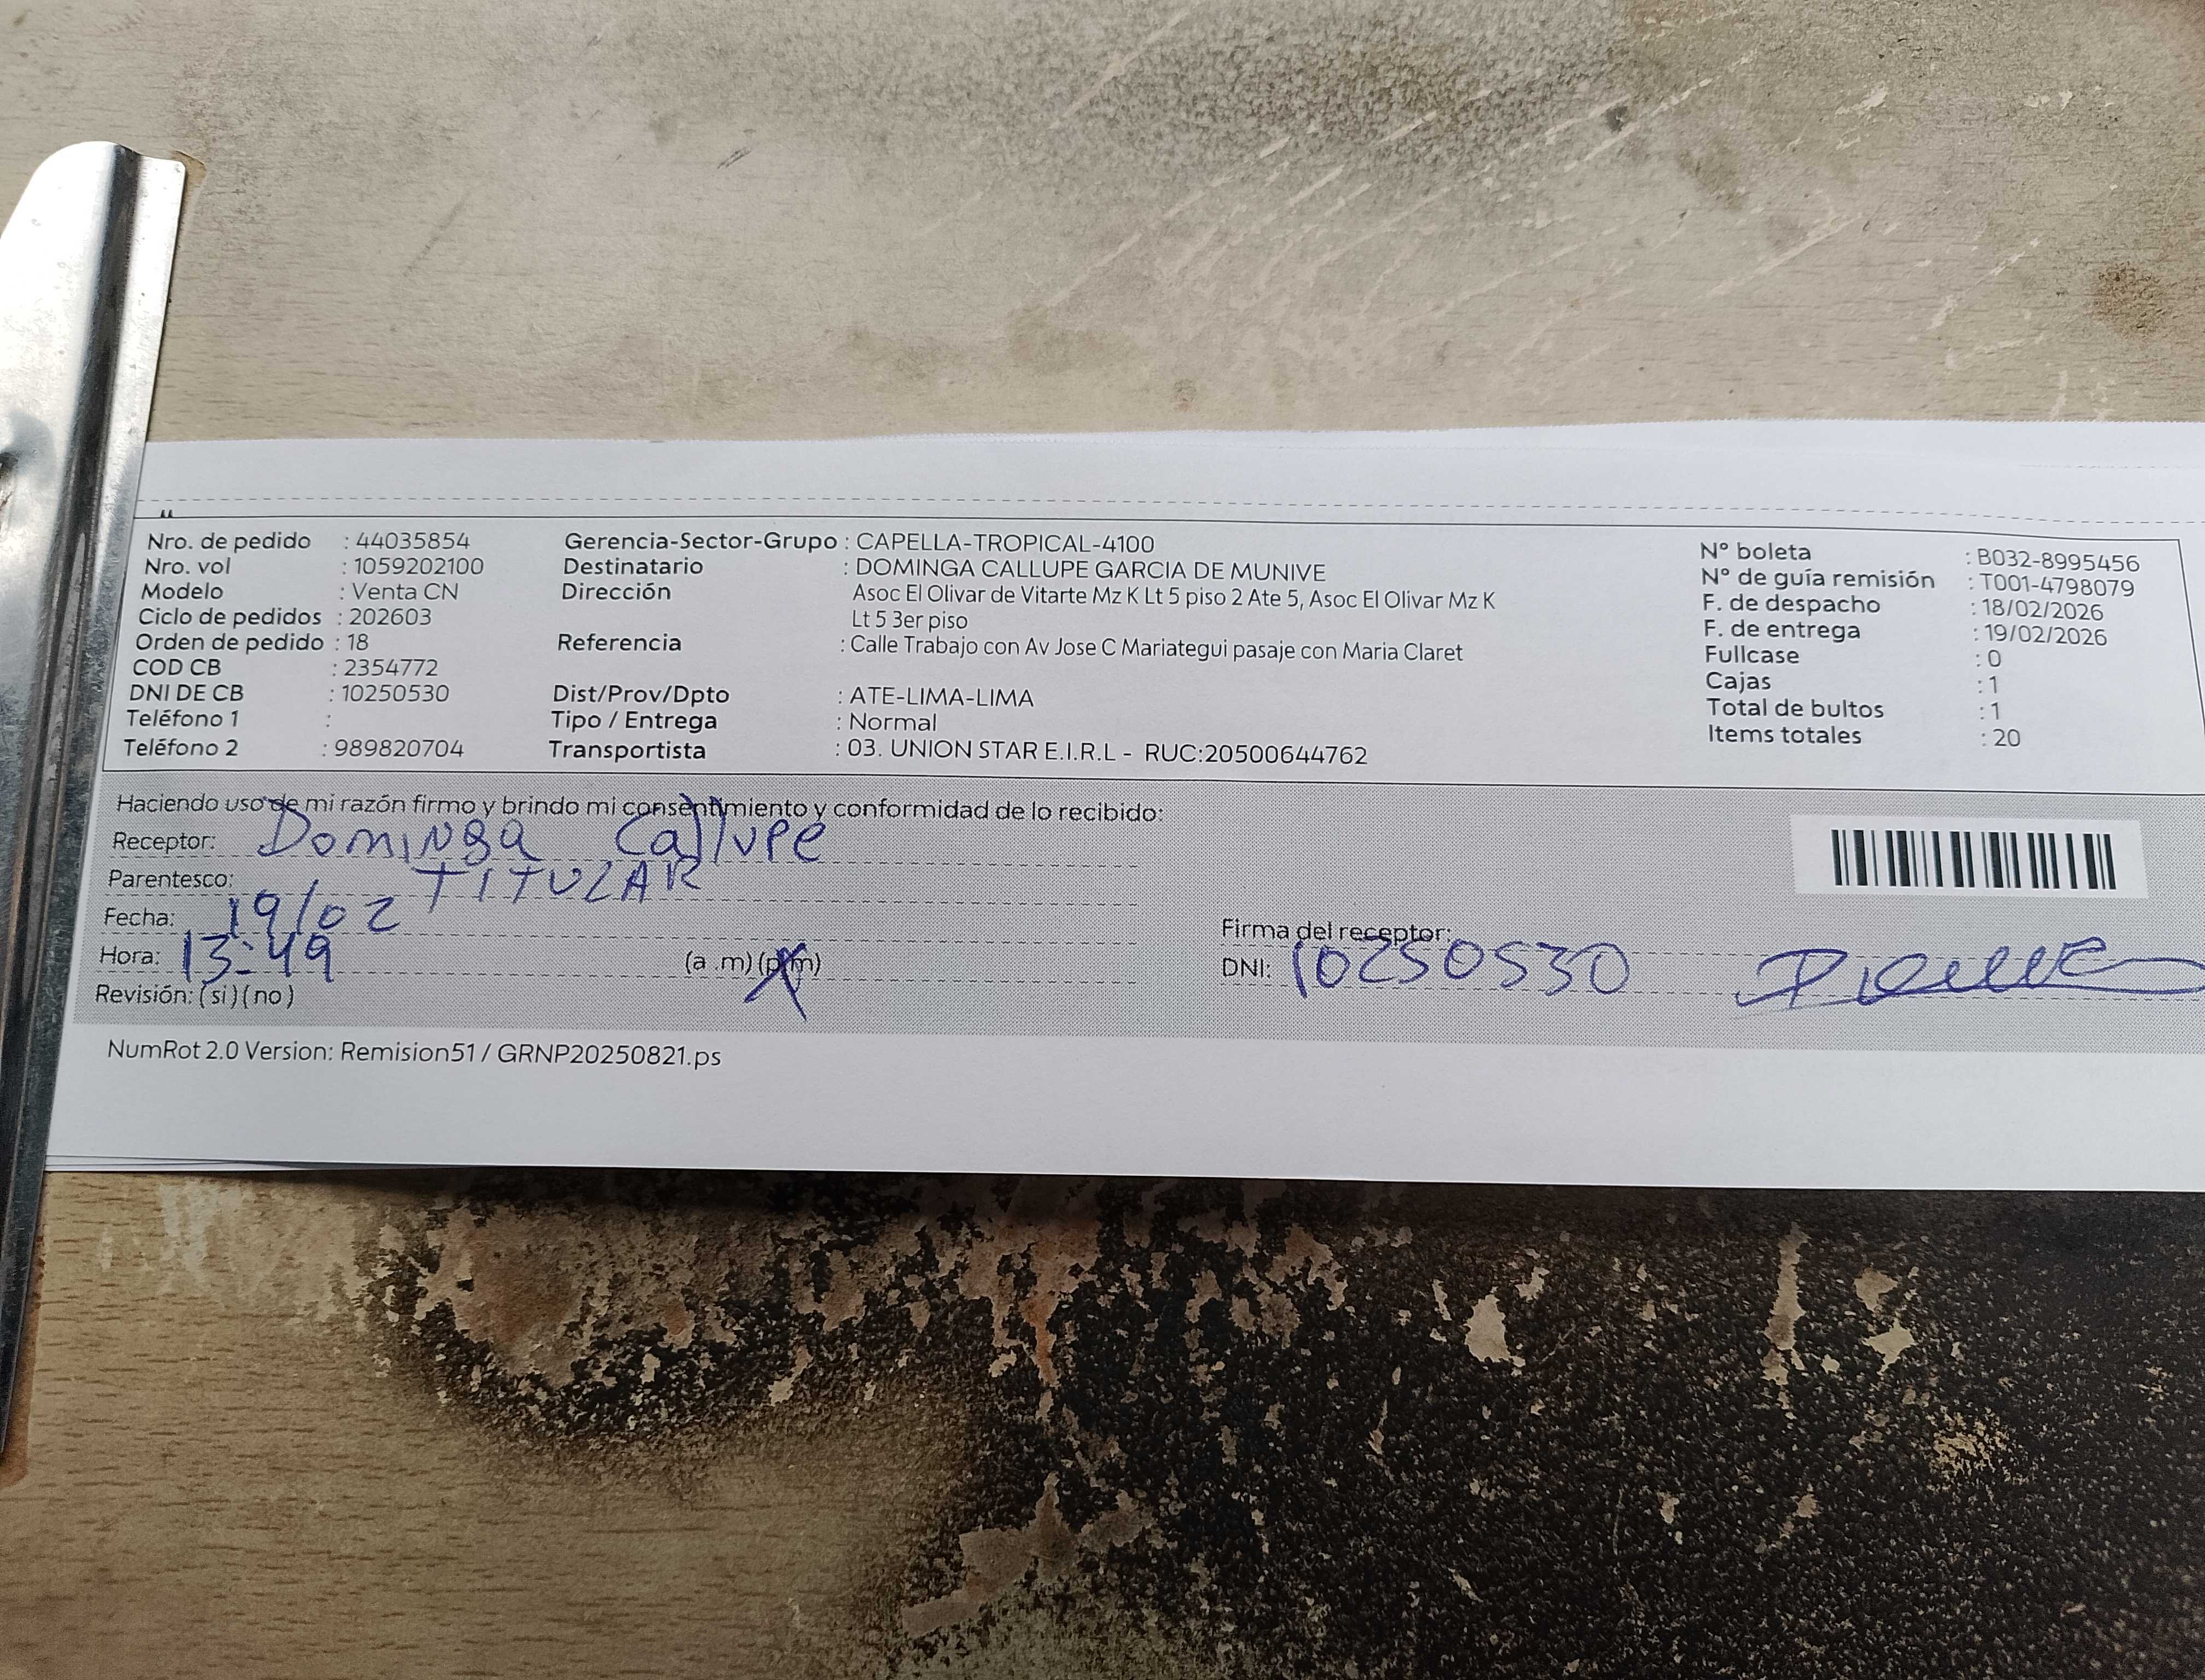 Nro. de pedido : 44035854
Nro. vol : 1059202100
Modelo : Venta CN
Ciclo de pedidos : 202603
Orden de pedido : 18
COD CB : 2354772
DNI DE CB : 10250530
Teléfono 1 :
Teléfono 2 : 989820704
Gerencia-Sector-Grupo : CAPELLA-TROPICAL-4100
Destinatario : DOMINGA CALLUPE GARCIA DE MUNIVE
Dirección Asoc El Olivar de Vitarte Mz K Lt 5 piso 2 Ate 5, Asoc El Olivar Mz K
Lt 5 3er piso
Referencia : Calle Trabajo con Av Jose C Mariategui pasaje con Maria Claret
Dist/Prov/Dpto : ATE-LIMA-LIMA
Tipo / Entrega : Normal
Transportista : 03. UNION STAR E.I.R.L - RUC:20500644762
N° boleta : B032-8995456
N° de guía remisión : T001-4798079
F. de despacho : 18/02/2026
F. de entrega : 19/02/2026
Fullcase : 0
Cajas : 1
Total de bultos : 1
Items totales : 20
Haciendo uso de mi razón firmo y brindo mi consentimiento y conformidad de lo recibido:
Receptor: Dominga Callupe
Parentesco: TITULAR
Fecha: 19/02
Hora: 13:49 (a .m) (p.m)
Revisión: (si) (no)
Firma del receptor:
DNI: 10250530
NumRot 2.0 Version: Remision51 / GRNP20250821.ps